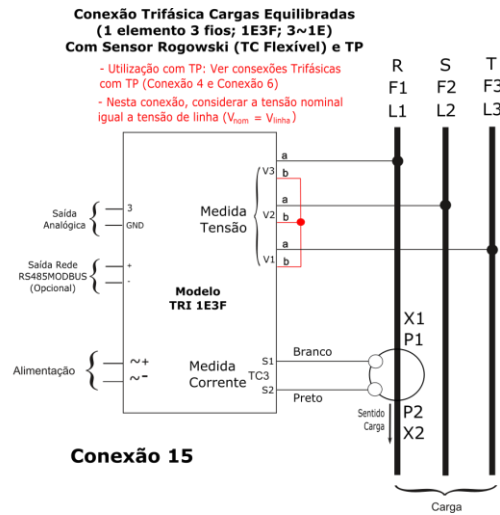 Conexão Trifásica Cargas Equilibradas
(1 elemento 3 fios; 1E3F; 3~1E)
Com Sensor Rogowski (TC Flexível) e TP
- Utilização com TP: Ver consexões Trifásicas
com TP (Conexão 4 e Conexão 6)
- Nesta conexão, considerar a tensão nominal
igual a tensão de linha (Vnom = Vlinha)
R S T
F1 F2 F3
L1 L2 L3
a
V3
b
a
V2
b
a
V1
b
Medida
Tensão
Saída
Analógica
3
GND
Saída Rede
RS485MODBUS
(Opcional)
+
-
Modelo
TRI 1E3F
Alimentação
~+
~-
Medida
Corrente
S1
TC3
S2
Branco
Preto
X1
P1
P2
X2
Sentido
Carga
Conexão 15
Carga